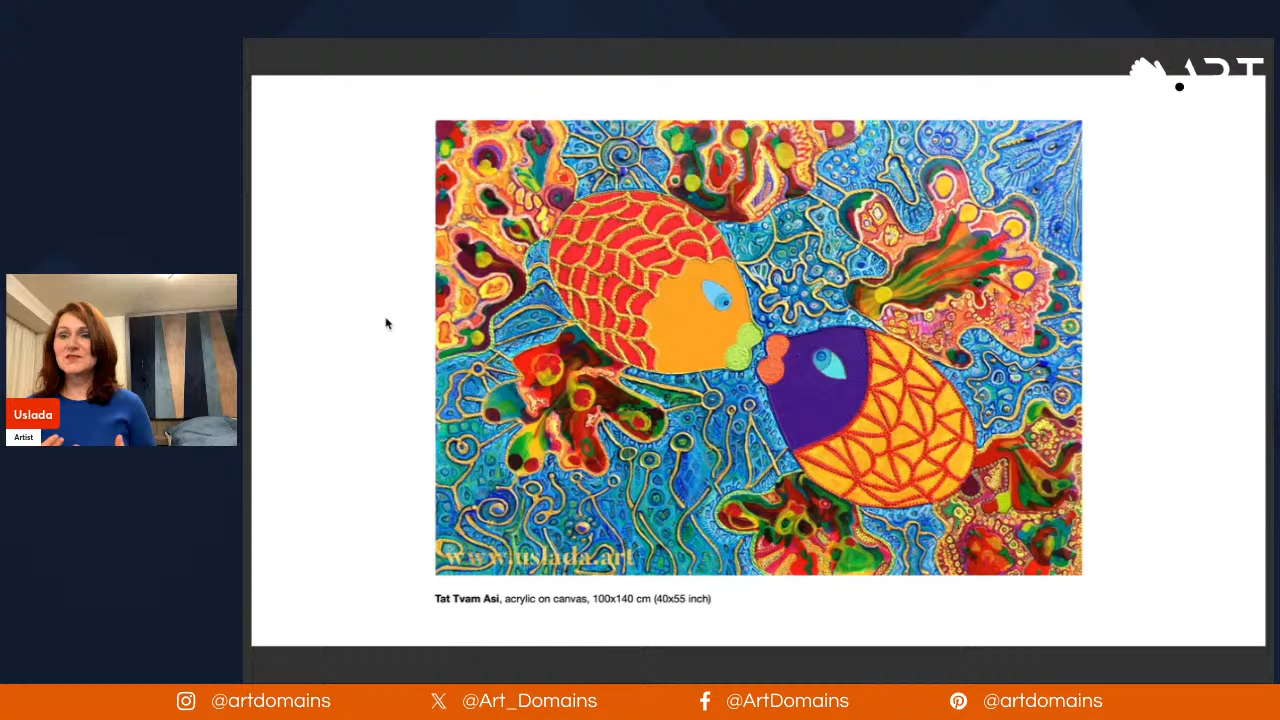 ART
Uslada
Artist
www.uslada.art
Tat Tvam Asi, acrylic on canvas, 100x140 cm (40x55 inch)
@artdomains
@Art_Domains
@ArtDomains
@artdomains